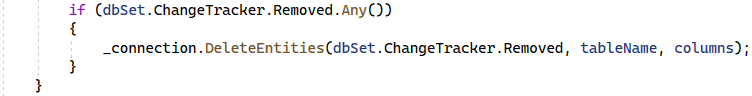 if (dbSet.ChangeTracker.Removed.Any())
{
    _connection.DeleteEntities(dbSet.ChangeTracker.Removed, tableName, columns);
}
}